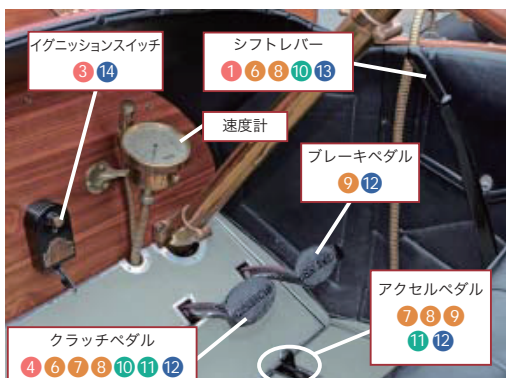 イグニッションスイッチ
3 14
シフトレバー
1 6 8 10 13
速度計
ブレーキペダル
9 12
アクセルペダル
7 8 9
11 12
クラッチペダル
4 6 7 8 10 11 12